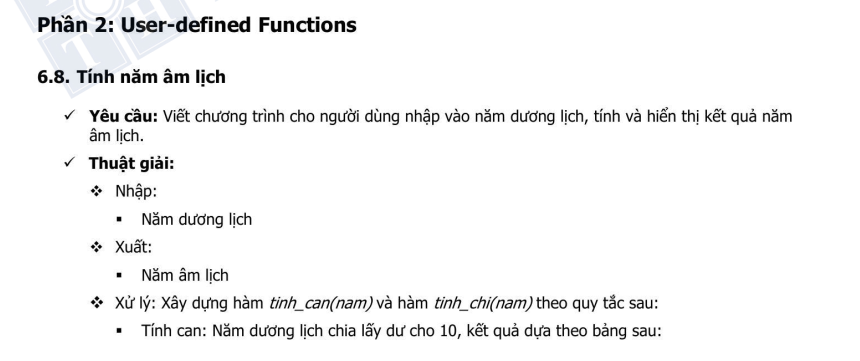 Phần 2: User-defined Functions
6.8. Tính năm âm lịch
✓ Yêu cầu: Viết chương trình cho người dùng nhập vào năm dương lịch, tính và hiển thị kết quả năm
âm lịch.
✓ Thuật giải:
❖ Nhập:
▪ Năm dương lịch
❖ Xuất:
▪ Năm âm lịch
❖ Xử lý: Xây dựng hàm tinh_can(nam) và hàm tinh_chi(nam) theo quy tắc sau:
▪ Tính can: Năm dương lịch chia lấy dư cho 10, kết quả dựa theo bảng sau: